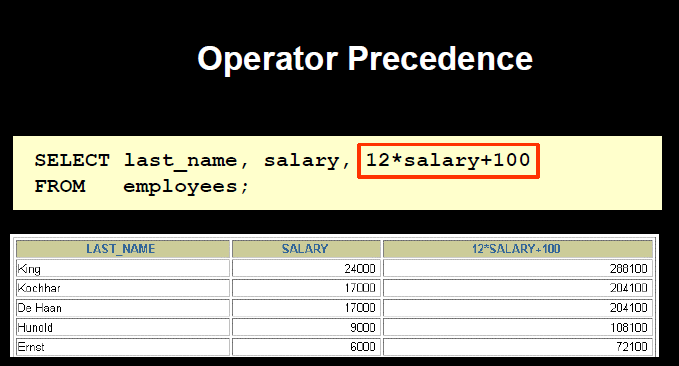 Operator Precedence
SELECT last_name, salary, 12*salary+100
FROM employees;
LAST_NAME SALARY 12*SALARY+100
King 24000 288100
Kochhar 17000 204100
De Haan 17000 204100
Hunold 9000 108100
Ernst 6000 72100